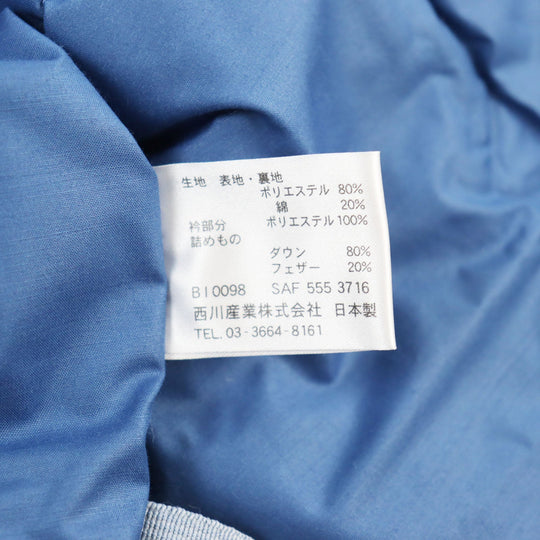 生地 表地・裏地
ポリエステル 80%
綿 20%
衿部分 ポリエステル 100%
詰めもの
ダウン 80%
フェザー 20%
BI0098 SAF 555 3716
西川産業株式会社 日本製
TEL. 03-3664-8161